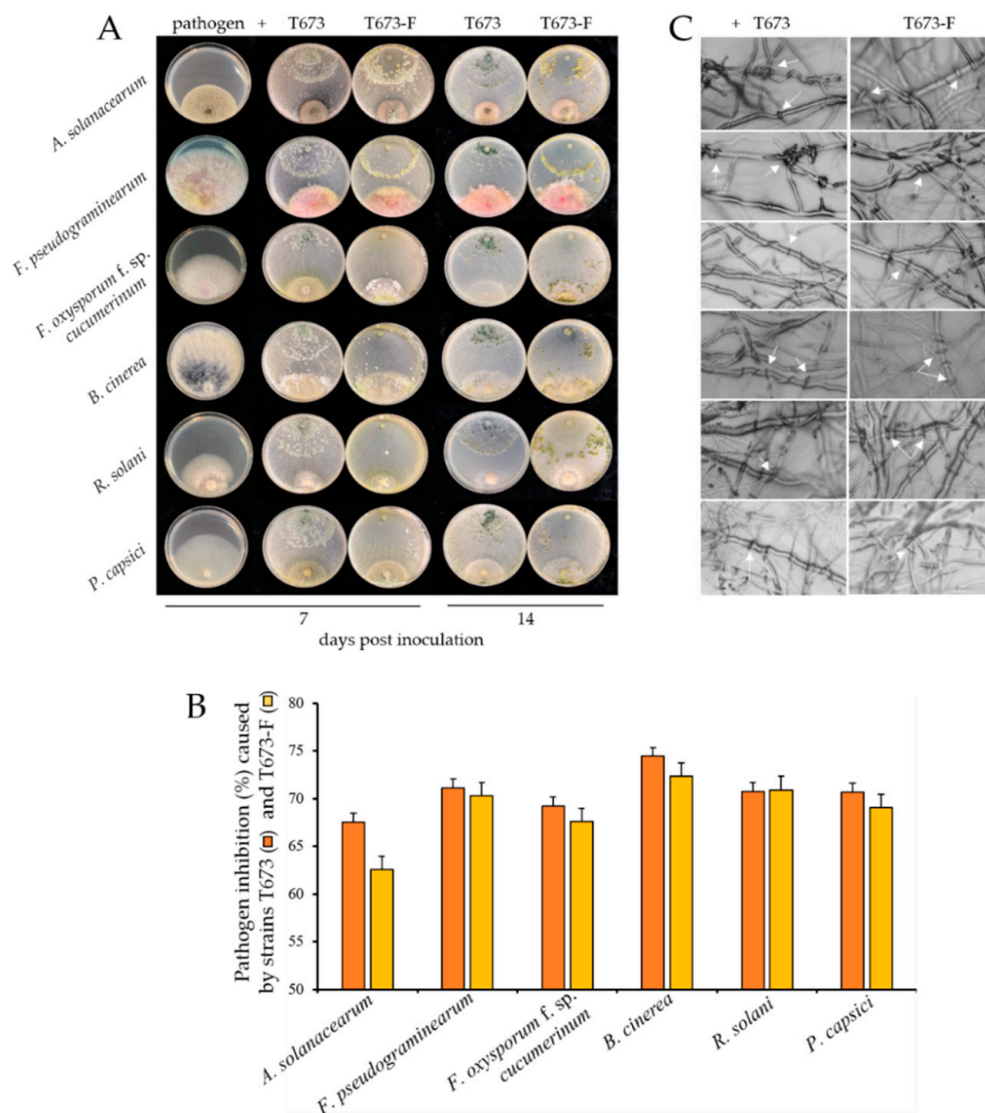 A
pathogen + T673 T673-F T673 T673-F
A. solanacearum
F. pseudograminearum
F. oxysporum f. sp.
cucumerinum
B. cinerea
R. solani
P. capsici
7 14
days post inoculation
C
+ T673 T673-F
B
Pathogen inhibition (%) caused
by strains T673 ( ) and T673-F ( )
80
75
70
65
60
55
50
A. solanacearum
F. pseudograminearum
F. oxysporum f. sp.
cucumerinum
B. cinerea
R. solani
P. capsici